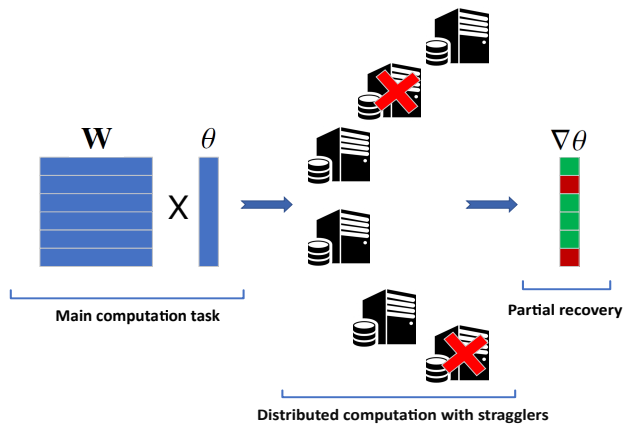 W
θ
X
∇θ
Main computation task
Partial recovery
Distributed computation with stragglers